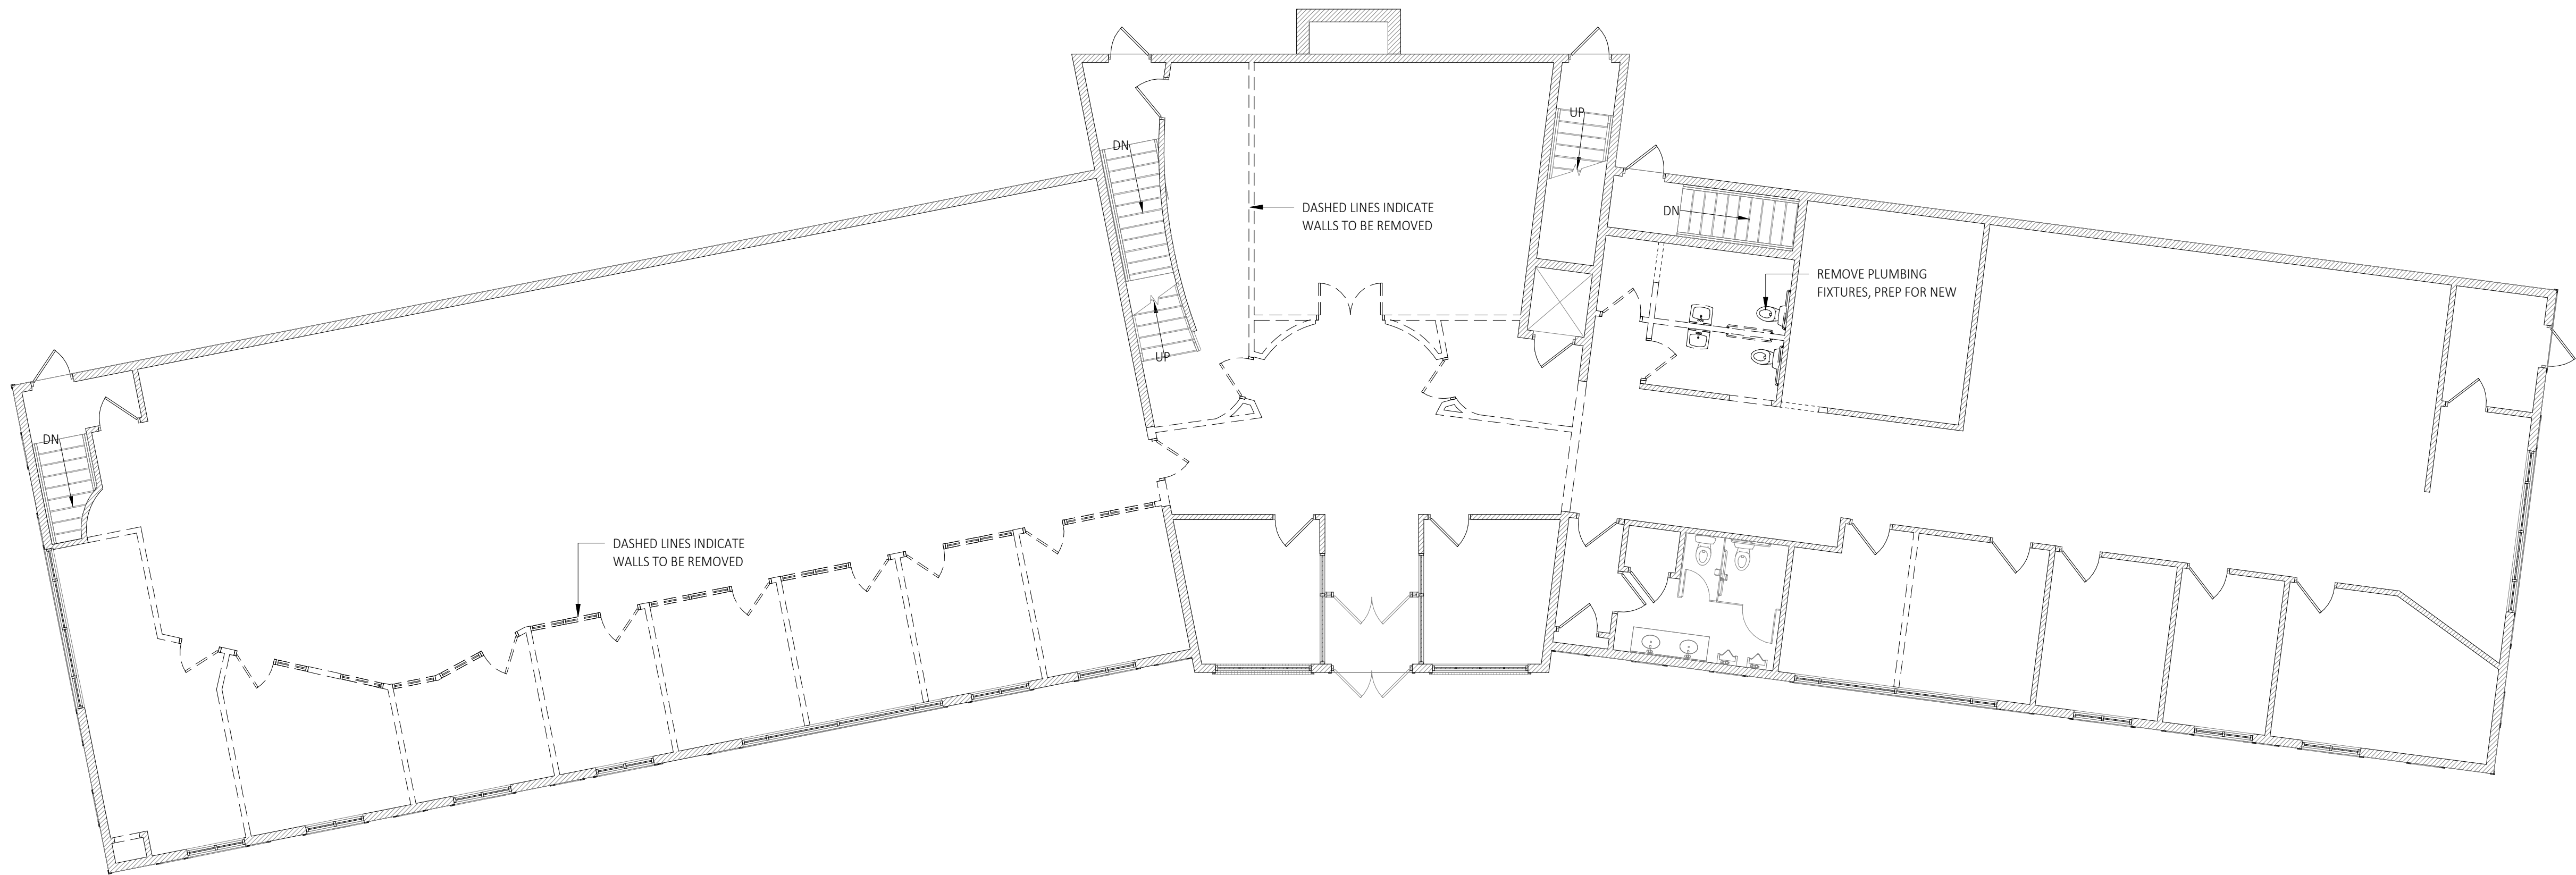 UP
DN
DASHED LINES INDICATE
WALLS TO BE REMOVED
DN
REMOVE PLUMBING
FIXTURES, PREP FOR NEW
UP
DN
DASHED LINES INDICATE
WALLS TO BE REMOVED